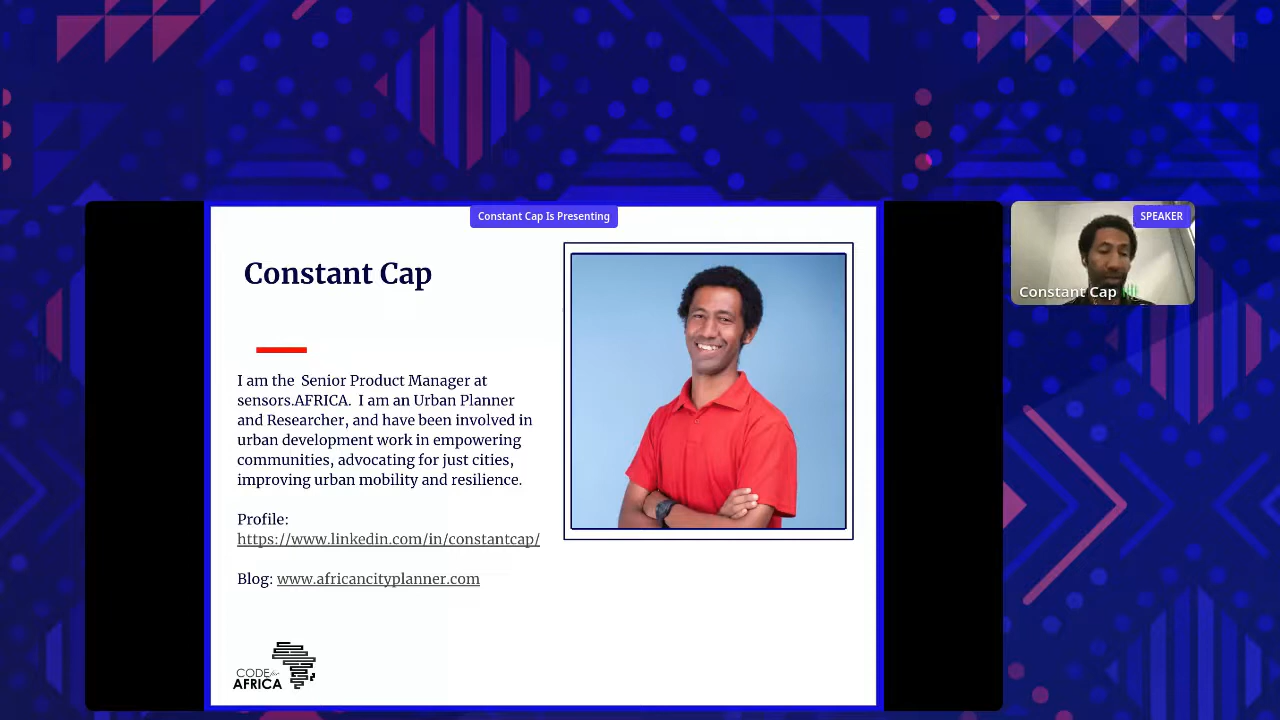 Constant Cap Is Presenting
SPEAKER
Constant Cap
Constant Cap
I am the  Senior Product Manager at
sensors.AFRICA.  I am an Urban Planner
and Researcher, and have been involved in
urban development work in empowering
communities, advocating for just cities,
improving urban mobility and resilience.
Profile:
https://www.linkedin.com/in/constantcap/
Blog: www.africancityplanner.com
CODE for
AFRICA